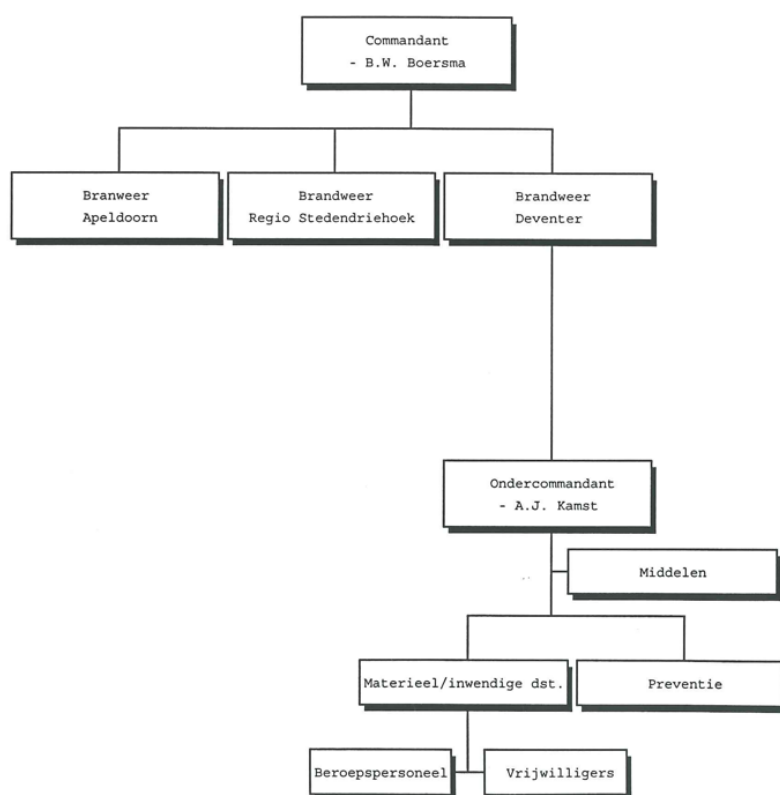 Commandant
- B.W. Boersma
Branweer
Apeldoorn
Brandweer
Regio Stedendriehoek
Brandweer
Deventer
Ondercommandant
- A.J. Kamst
Middelen
Materieel/inwendige dst.
Preventie
Beroepspersoneel
Vrijwilligers